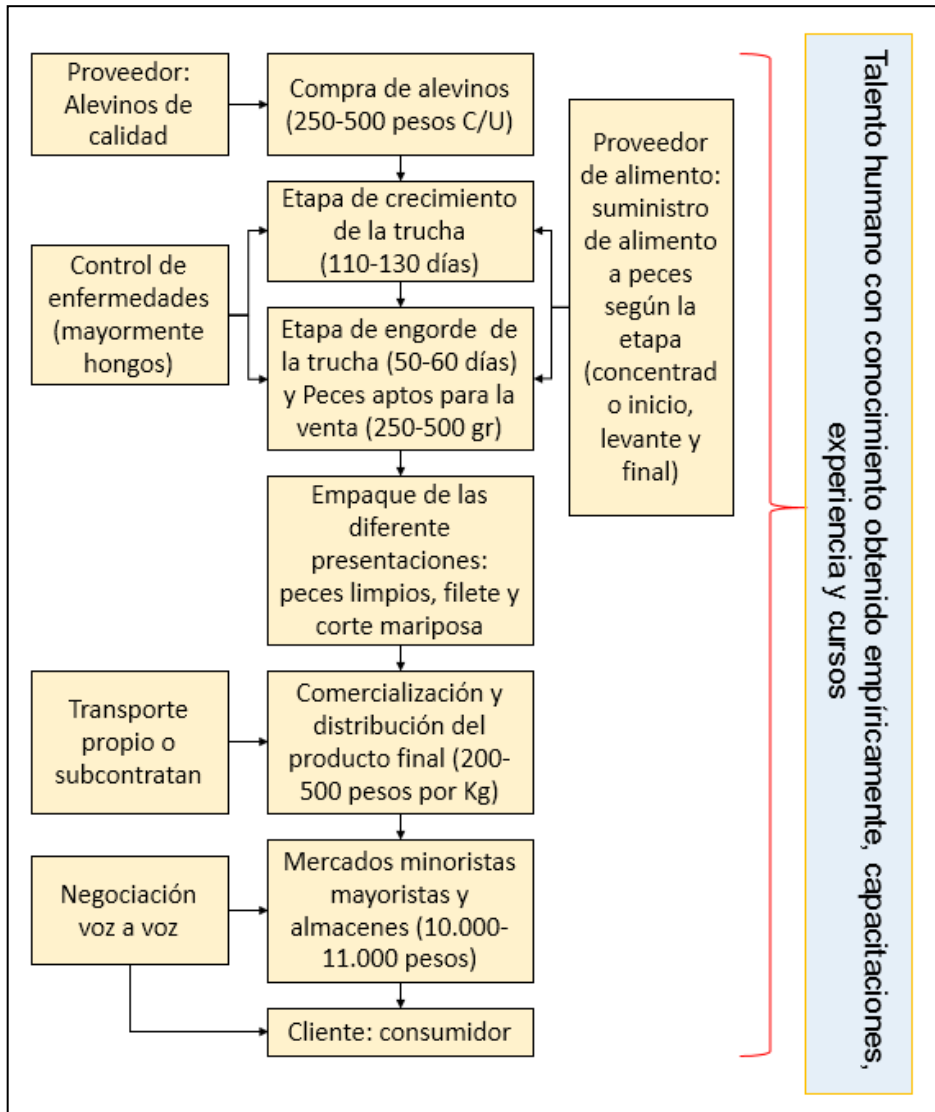 Proveedor:
Alevinos de
calidad
Compra de alevinos
(250-500 pesos C/U)
Proveedor
de alimento:
suministro
de alimento
a peces
según la
etapa
(concentrad
o inicio,
levante y
final)
Etapa de crecimiento
de la trucha
(110-130 días)
Control de
enfermedades
(mayormente
hongos)
Etapa de engorde de
la trucha (50-60 días)
y Peces aptos para la
venta (250-500 gr)
Empaque de las
diferente
presentaciones:
peces limpios, filete y
corte mariposa
Transporte
propio o
subcontratan
Comercialización y
distribución del
producto final (200-
500 pesos por Kg)
Negociación
voz a voz
Mercados minoristas
mayoristas y
almacenes (10.000-
11.000 pesos)
Cliente: consumidor
Talento humano con conocimiento obtenido empíricamente, capacitaciones,
experiencia y cursos